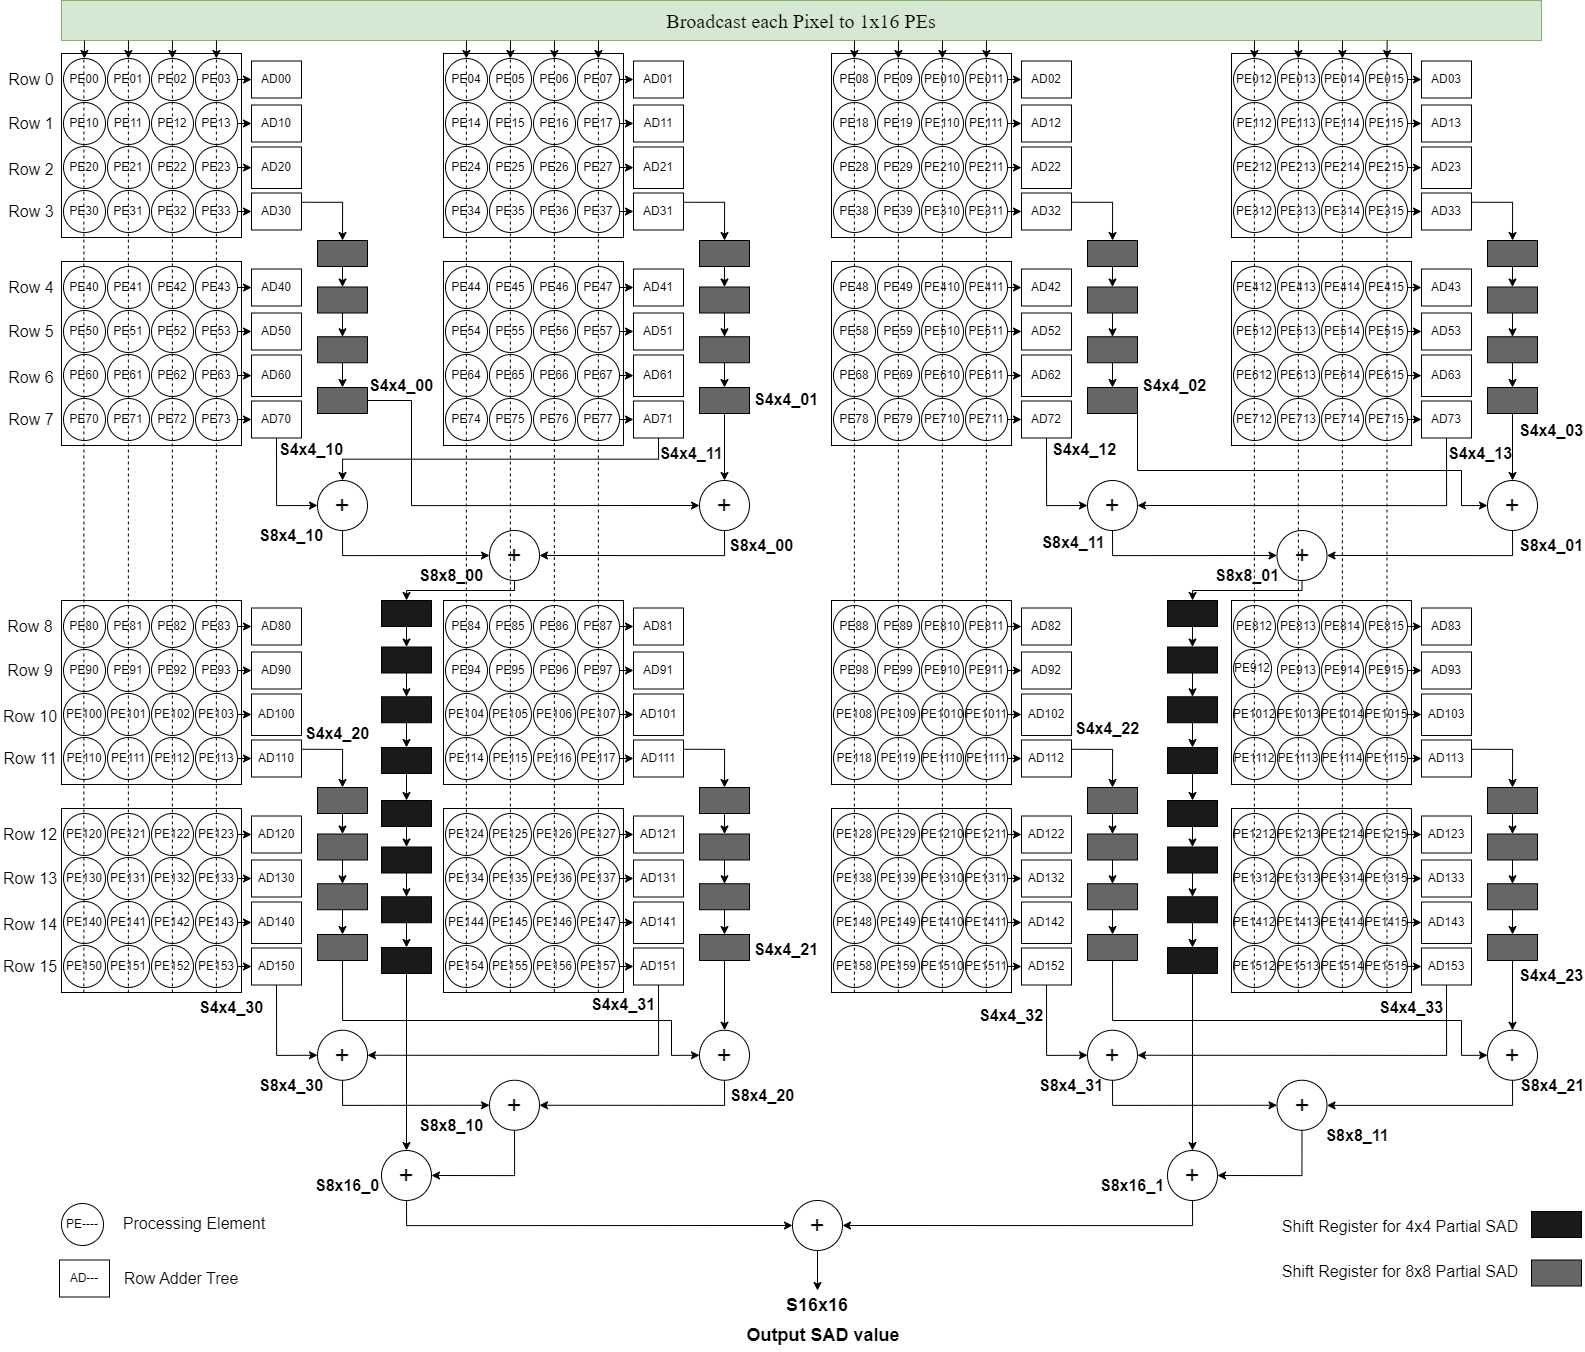 Broadcast each Pixel to 1x16 PEs
Row 0 PE00 PE01 PE02 PE03 AD00 PE04 PE05 PE06 PE07 AD01 PE08 PE09 PE010 PE011 AD02 PE012 PE013 PE014 PE015 AD03
Row 1 PE10 PE11 PE12 PE13 AD10 PE14 PE15 PE16 PE17 AD11 PE18 PE19 PE110 PE111 AD12 PE112 PE113 PE114 PE115 AD13
Row 2 PE20 PE21 PE22 PE23 AD20 PE24 PE25 PE26 PE27 AD21 PE28 PE29 PE210 PE211 AD22 PE212 PE213 PE214 PE215 AD23
Row 3 PE30 PE31 PE32 PE33 AD30 PE34 PE35 PE36 PE37 AD31 PE38 PE39 PE310 PE311 AD32 PE312 PE313 PE314 PE315 AD33
Row 4 PE40 PE41 PE42 PE43 AD40 PE44 PE45 PE46 PE47 AD41 PE48 PE49 PE410 PE411 AD42 PE412 PE413 PE414 PE415 AD43
Row 5 PE50 PE51 PE52 PE53 AD50 PE54 PE55 PE56 PE57 AD51 PE58 PE59 PE510 PE511 AD52 PE512 PE513 PE514 PE515 AD53
Row 6 PE60 PE61 PE62 PE63 AD60 PE64 PE65 PE66 PE67 AD61 PE68 PE69 PE610 PE611 AD62 PE612 PE613 PE614 PE615 AD63
S4x4_00 S4x4_01 S4x4_02
Row 7 PE70 PE71 PE72 PE73 AD70 PE74 PE75 PE76 PE77 AD71 PE78 PE79 PE710 PE711 AD72 PE712 PE713 PE714 PE715 AD73
S4x4_03
S4x4_10 S4x4_11 S4x4_12 S4x4_13
+ + + +
S8x4_10 S8x4_00 S8x4_11 S8x4_01
+ +
S8x8_00 S8x8_01
Row 8 PE80 PE81 PE82 PE83 AD80 PE84 PE85 PE86 PE87 AD81 PE88 PE89 PE810 PE811 AD82 PE812 PE813 PE814 PE815 AD83
Row 9 PE90 PE91 PE92 PE93 AD90 PE94 PE95 PE96 PE97 AD91 PE98 PE99 PE910 PE911 AD92 PE912 PE913 PE914 PE915 AD93
Row 10 PE100 PE101 PE102 PE103 AD100 PE104 PE105 PE106 PE107 AD101 PE108 PE109 PE1010 PE1011 AD102 PE1012 PE1013 PE1014 PE1015 AD103
S4x4_20 S4x4_22
Row 11 PE110 PE111 PE112 PE113 AD110 PE114 PE115 PE116 PE117 AD111 PE118 PE119 PE1110 PE1111 AD112 PE1112 PE1113 PE1114 PE1115 AD113
Row 12 PE120 PE121 PE122 PE123 AD120 PE124 PE125 PE126 PE127 AD121 PE128 PE129 PE1210 PE1211 AD122 PE1212 PE1213 PE1214 PE1215 AD123
Row 13 PE130 PE131 PE132 PE133 AD130 PE134 PE135 PE136 PE137 AD131 PE138 PE139 PE1310 PE1311 AD132 PE1312 PE1313 PE1314 PE1315 AD133
Row 14 PE140 PE141 PE142 PE143 AD140 PE144 PE145 PE146 PE147 AD141 PE148 PE149 PE1410 PE1411 AD142 PE1412 PE1413 PE1414 PE1415 AD143
S4x4_21
Row 15 PE150 PE151 PE152 PE153 AD150 PE154 PE155 PE156 PE157 AD151 PE158 PE159 PE1510 PE1511 AD152 PE1512 PE1513 PE1514 PE1515 AD153
S4x4_23
S4x4_30 S4x4_31 S4x4_32 S4x4_33
+ + + +
S8x4_30 S8x4_20 S8x4_31 S8x4_21
+ +
S8x8_10 S8x8_11
+ +
S8x16_0 S8x16_1
PE---- Processing Element + Shift Register for 4x4 Partial SAD
AD--- Row Adder Tree Shift Register for 8x8 Partial SAD
S16x16
Output SAD value